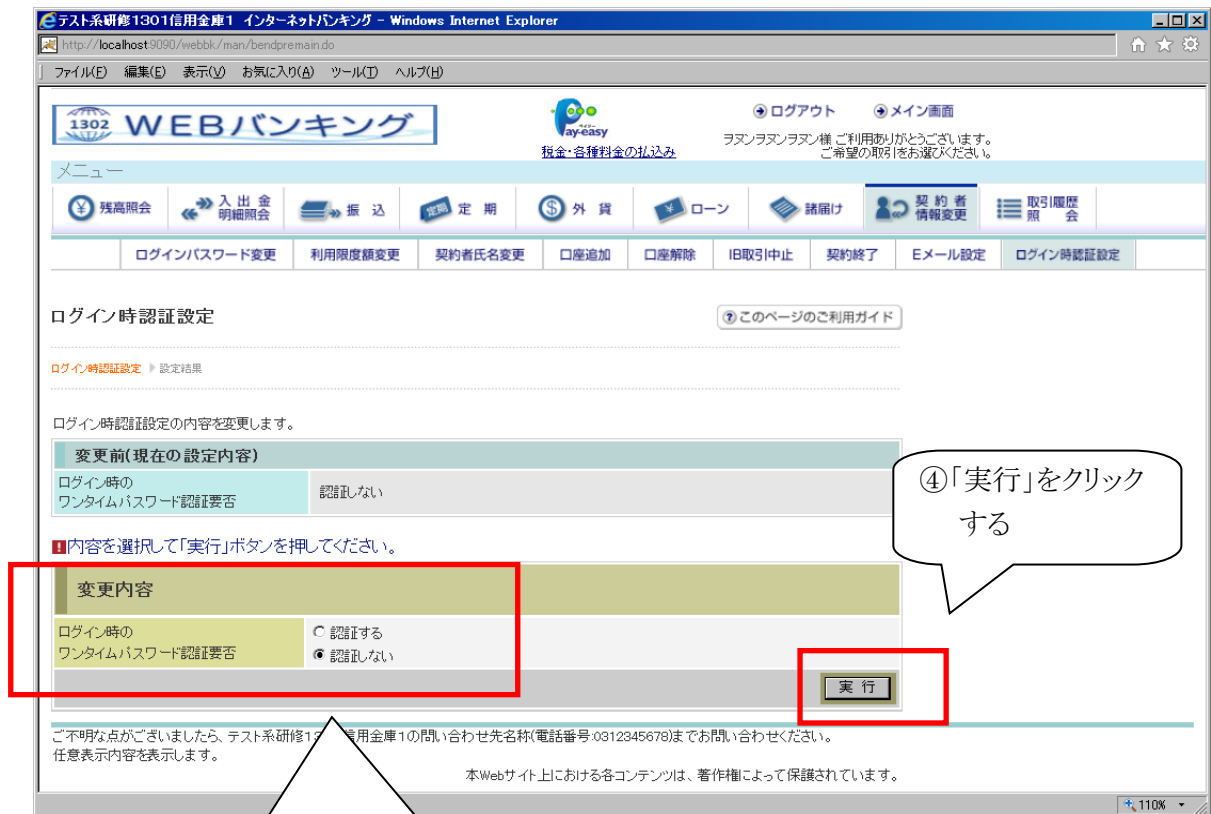 テスト系研修1301信用金庫1 インターネットバンキング - Windows Internet Explorer
http://localhost:9090/webbk/man/bendpremain.do
ファイル(F) 編集(E) 表示(V) お気に入り(A) ツール(T) ヘルプ(H)
1302 WEBバンキング
Pay-easy
税金・各種料金の払込み
ログアウト メイン画面
ヲヌンヲヌンヲヌン様 ご利用ありがとうございます。
ご希望の取引をお選びください。
メニュー
残高照会 入出金明細照会 振込 定期 定期 外貨 ローン 諸届け 契約者情報変更 取引履歴照会
ログインパスワード変更 利用限度額変更 契約者氏名変更 口座追加 口座解除 IB取引中止 契約終了 Eメール設定 ログイン時認証設定
ログイン時認証設定
?このページのご利用ガイド
ログイン時認証設定 ▶ 設定結果
ログイン時認証設定の内容を変更します。
変更前(現在の設定内容)
ログイン時の
ワンタイムパスワード認証要否
認証しない
④「実行」をクリック
する
!内容を選択して「実行」ボタンを押してください。
変更内容
ログイン時の
ワンタイムパスワード認証要否
認証する
認証しない
実 行
ご不明な点がございましたら、テスト系研修1信用金庫1の問い合わせ先名称(電話番号:0312345678)までお問い合わせください。
任意表示内容を表示します。
本Webサイト上における各コンテンツは、著作権によって保護されています。
110%